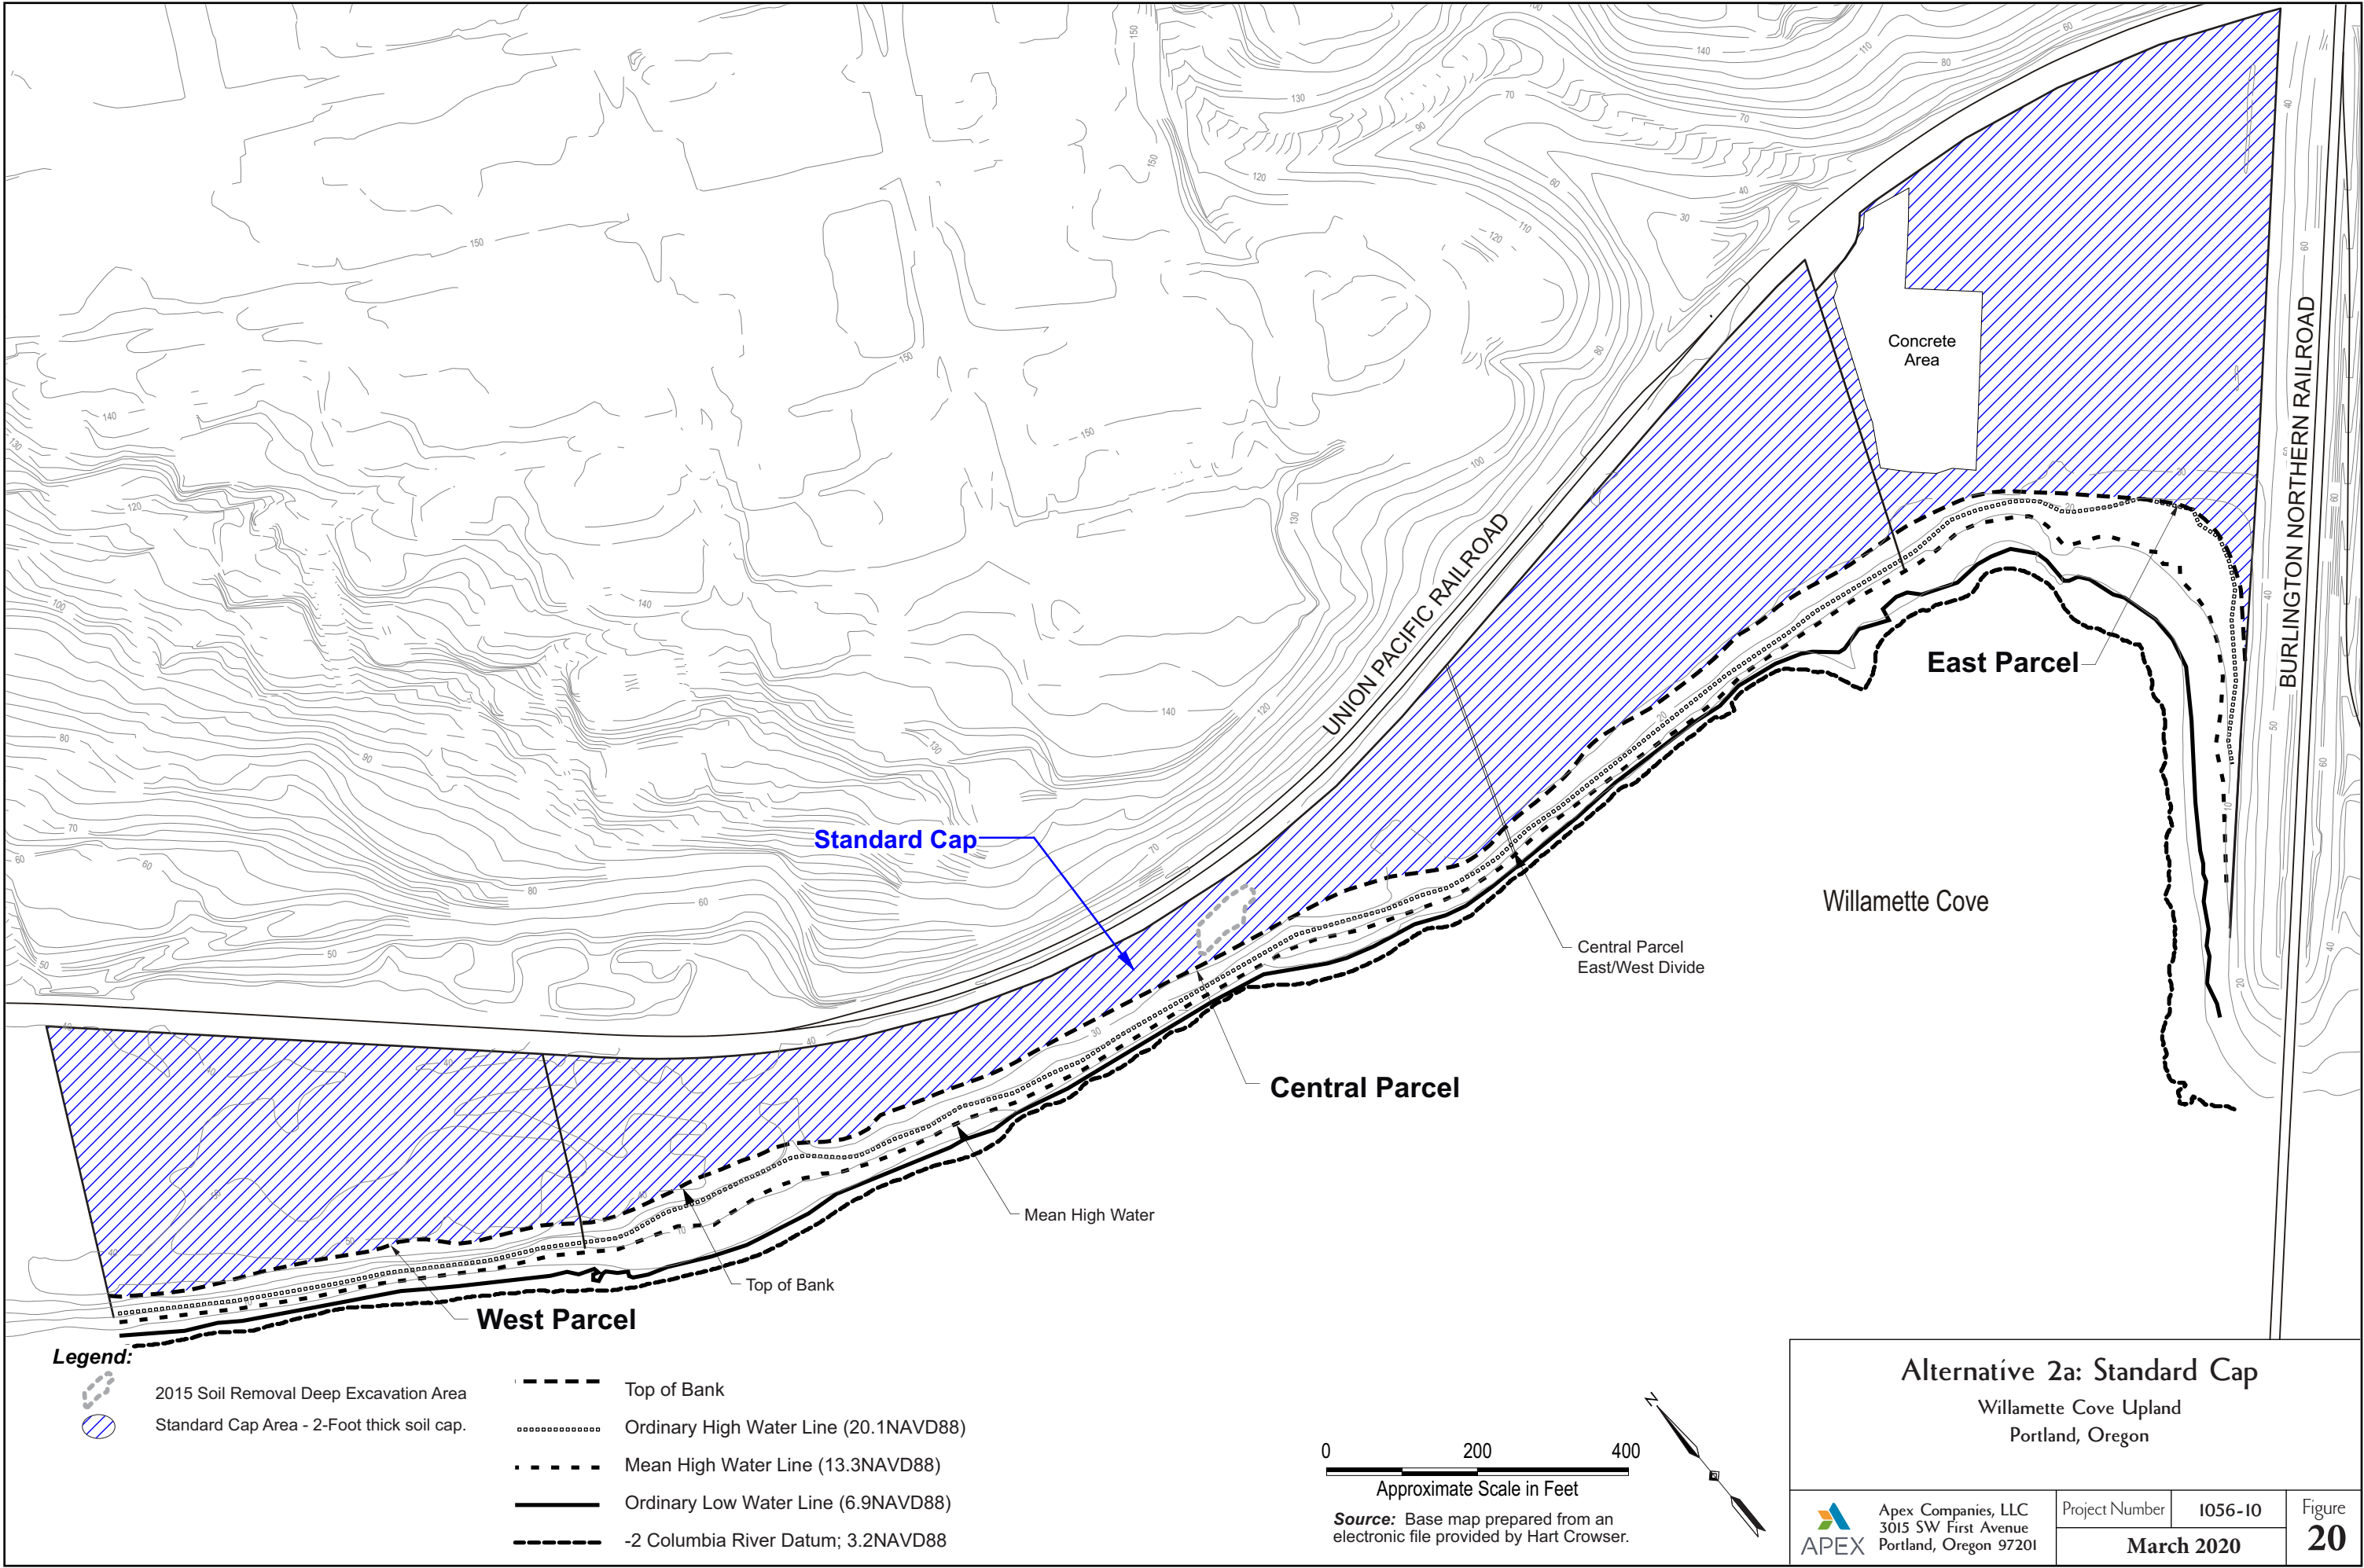 UNION PACIFIC RAILROAD
BURLINGTON NORTHERN RAILROAD
Concrete
Area
East Parcel
Standard Cap
Willamette Cove
Central Parcel
East/West Divide
Central Parcel
Mean High Water
Top of Bank
West Parcel
Legend:
2015 Soil Removal Deep Excavation Area
Standard Cap Area - 2-Foot thick soil cap.
Top of Bank
Ordinary High Water Line (20.1NAVD88)
Mean High Water Line (13.3NAVD88)
Ordinary Low Water Line (6.9NAVD88)
-2 Columbia River Datum; 3.2NAVD88
0 200 400
Approximate Scale in Feet
Source: Base map prepared from an
electronic file provided by Hart Crowser.
N
Alternative 2a: Standard Cap
Willamette Cove Upland
Portland, Oregon
APEX
Apex Companies, LLC
3015 SW First Avenue
Portland, Oregon 97201
Project Number 1056-10
March 2020
Figure
20